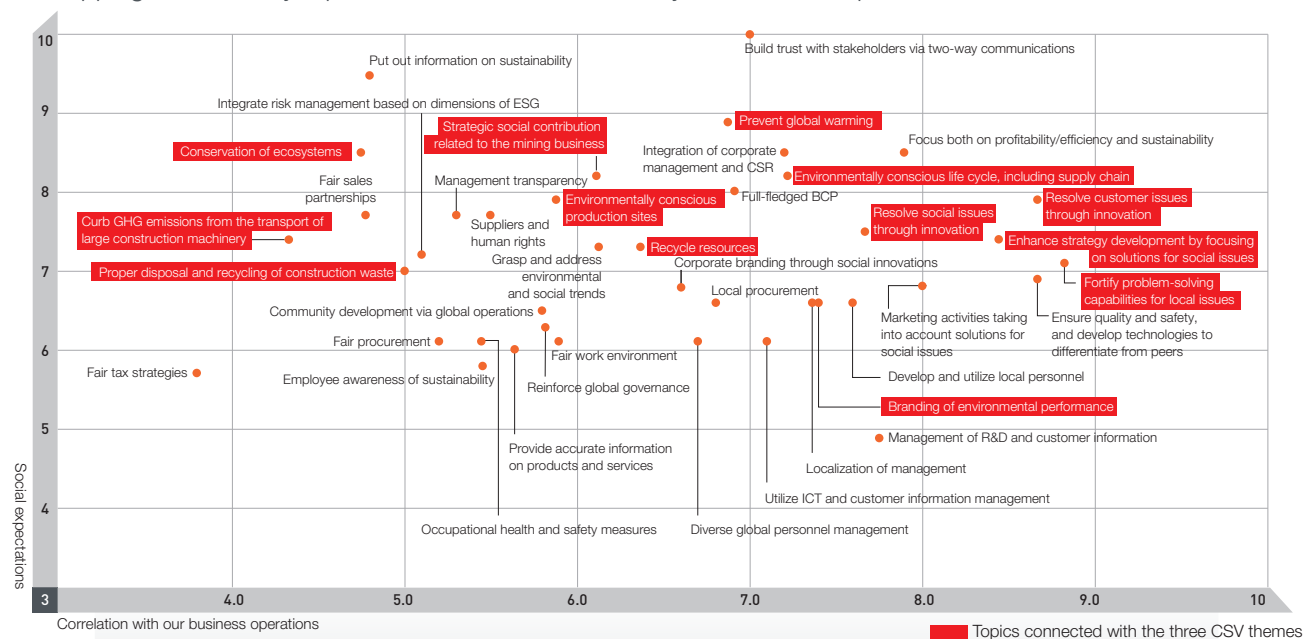 10
Build trust with stakeholders via two-way communications
Put out information on sustainability
Integrate risk management based on dimensions of ESG
9
Strategic social contribution
related to the mining business
Prevent global warming
Conservation of ecosystems
Integration of corporate
management and CSR
Focus both on profitability/efficiency and sustainability
Fair sales
partnerships
Management transparency
Environmentally conscious life cycle, including supply chain
8
Environmentally conscious
production sites
Full-fledged BCP
Resolve customer issues
through innovation
Resolve social issues
through innovation
Curb GHG emissions from the transport of
large construction machinery
Suppliers and
human rights
Recycle resources
Enhance strategy development by focusing
on solutions for social issues
7
Proper disposal and recycling of construction waste
Grasp and address
environmental
and social trends
Corporate branding through social innovations
Fortify problem-solving
capabilities for local issues
Local procurement
Community development via global operations
Marketing activities taking
into account solutions for
social issues
Ensure quality and safety,
and develop technologies to
differentiate from peers
6
Fair procurement
Fair work environment
Fair tax strategies
Employee awareness of sustainability
Reinforce global governance
Develop and utilize local personnel
Branding of environmental performance
5
Management of R&D and customer information
Provide accurate information
on products and services
Localization of management
Utilize ICT and customer information management
4
Occupational health and safety measures
Diverse global personnel management
Social expectations
3
4.0
5.0
6.0
7.0
8.0
9.0
10
Correlation with our business operations
Topics connected with the three CSV themes